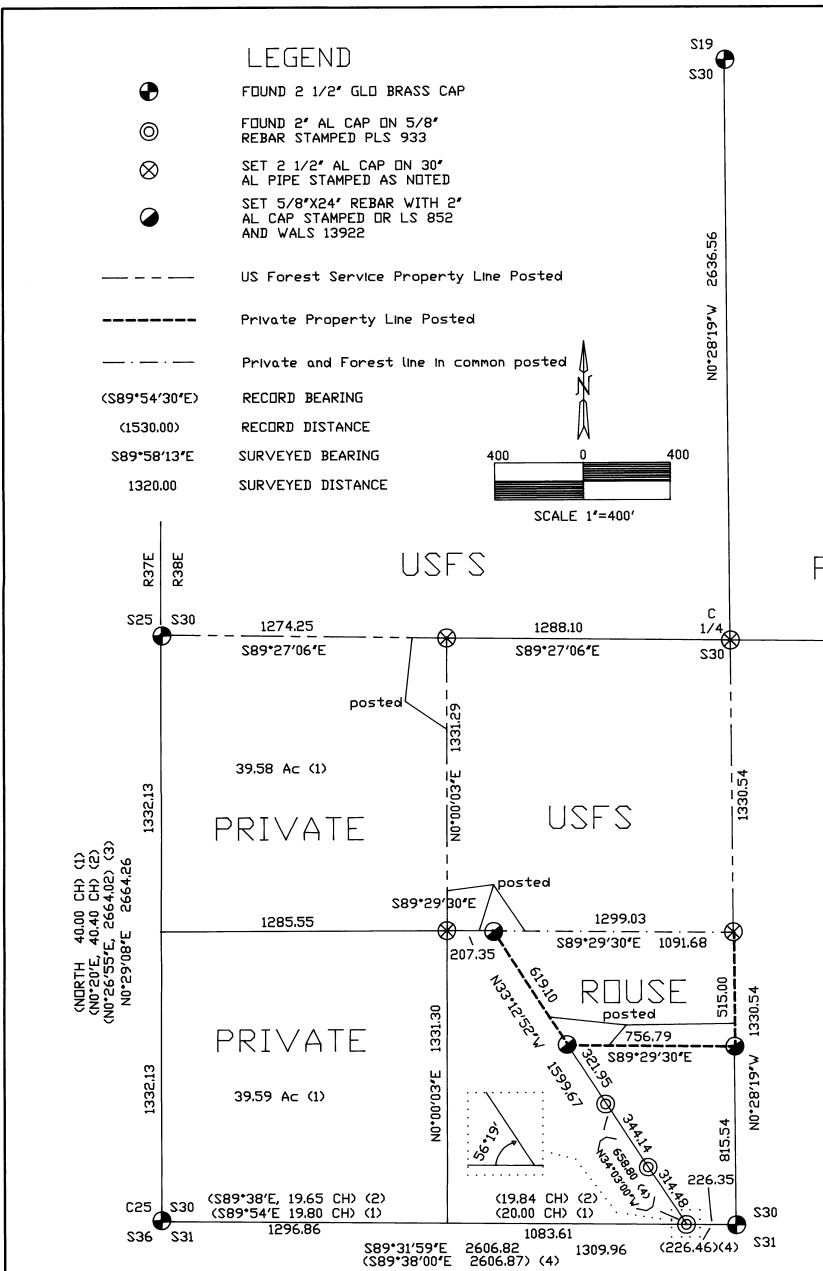 LEGEND
FOUND 2 1/2" GLO BRASS CAP
FOUND 2" AL CAP ON 5/8"
REBAR STAMPED PLS 933
SET 2 1/2" AL CAP ON 30"
AL PIPE STAMPED AS NOTED
SET 5/8"X24" REBAR WITH 2"
AL CAP STAMPED OR LS 852
AND WALS 13922
US Forest Service Property Line Posted
Private Property Line Posted
Private and Forest line in common posted
(S89°54'30"E) RECORD BEARING
(1530.00) RECORD DISTANCE
S89°58'13"E SURVEYED BEARING
1320.00 SURVEYED DISTANCE
N
400 0 400
SCALE 1"=400'
S19
S30
N0°28'19"W 2636.56
R37E
R38E
USFS
S25 S30
1274.25
S89°27'06"E
1288.10
S89°27'06"E
C
1/4
S30
posted
1331.29
N0°00'03"E
39.58 Ac (1)
PRIVATE
USFS
1332.13
1330.54
(NORTH 40.00 CH) (1)
(N0°20'E, 40.40 CH) (2)
(N0°26'55"E, 2664.02) (3)
N0°29'08"E 2664.26
posted
S89°29'30"E
1285.55
207.35
1299.03
S89°29'30"E 1091.68
619.10
N33°12'52"W
ROUSE
posted
515.00
1330.54
756.79
S89°29'30"E
PRIVATE
39.59 Ac (1)
1332.13
1331.30
N0°00'03"E
321.95
1599.67
344.14
658.80 (4)
N34°03'00"W
314.48
N0°28'19"W
815.54
56°19'
226.35
C25 S30
S36 S31
(S89°38'E, 19.65 CH) (2)
(S89°54'E 19.80 CH) (1)
(19.84 CH) (2)
(20.00 CH) (1)
1296.86
1083.61
S89°31'59"E 2606.82
1309.96
(226.46)(4)
(S89°38'00"E 2606.87) (4)
S30
S31